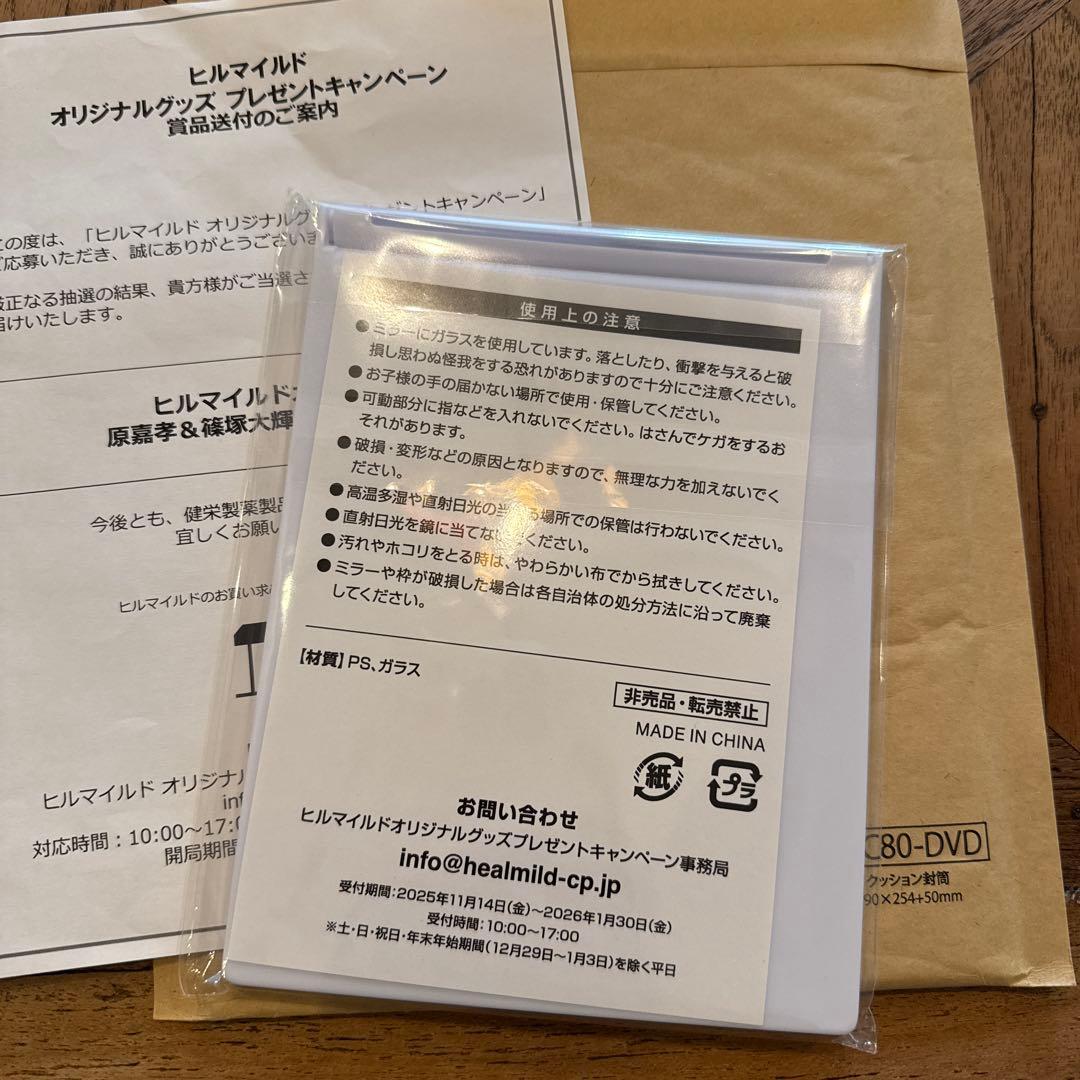 ヒルマイルド
オリジナルグッズ プレゼントキャンペーン
賞品送付のご案内
の度は、「ヒルマイルド オリジナルグ
ゼントキャンペーン」
応募いただき、誠にありがとうございま
正なる抽選の結果、貴方様がご当選さ
届けいたします。
ヒルマイルド
原嘉孝&篠塚大輝
今後とも、健栄製薬製品
宜しくお願い
ヒルマイルドのお買い求
ヒルマイルド オリジナル
inf
対応時間:10:00〜17:0
開局期間
使用上の注意
●ミラーにガラスを使用しています。落としたり、衝撃を与えると破
損し思わぬ怪我をする恐れがありますので十分にご注意ください。
●お子様の手の届かない場所で使用・保管してください。
●可動部分に指などを入れないでください。はさんでケガをするお
それがあります。
●破損・変形などの原因となりますので、無理な力を加えないでく
ださい。
●高温多湿や直射日光の当たる場所での保管は行わないでください。
●直射日光を鏡に当てないでください。
●汚れやホコリをとる時は、やわらかい布でから拭きしてください。
●ミラーや枠が破損した場合は各自治体の処分方法に沿って廃棄
してください。
【材質】PS、ガラス
非売品・転売禁止
MADE IN CHINA
紙 プラ
お問い合わせ
ヒルマイルドオリジナルグッズプレゼントキャンペーン事務局
info@healmild-cp.jp
受付期間:2025年11月14日(金)〜2026年1月30日(金)
受付時間:10:00〜17:00
※土・日・祝日・年末年始期間(12月29日〜1月3日)を除く平日
C80-DVD
クッション封筒
90×254+50mm